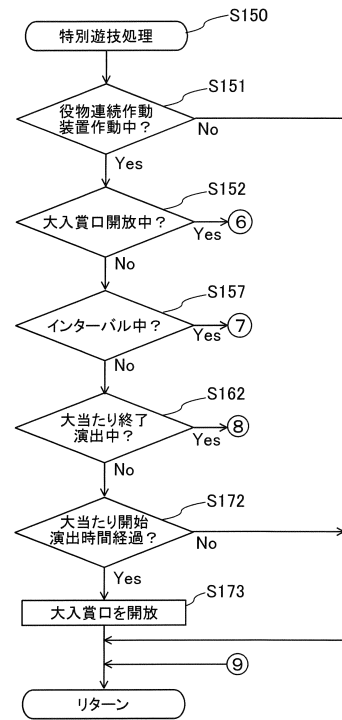 S150
特別遊技処理
S151
役物連続作動
装置作動中？
No
Yes
S152
大入賞口開放中？
Yes
⑥
No
S157
インターバル中？
Yes
⑦
No
S162
大当たり終了
演出中？
Yes
⑧
No
S172
大当たり開始
演出時間経過？
No
Yes
S173
大入賞口を開放
⑨
リターン